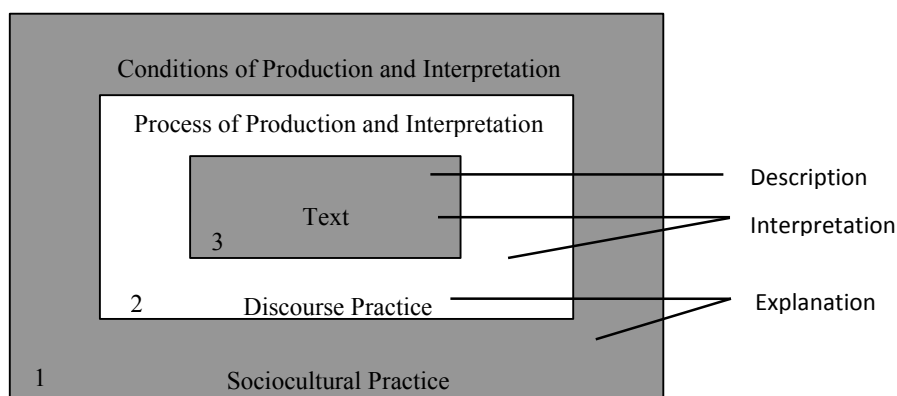 Conditions of Production and Interpretation
Process of Production and Interpretation
Description
Text
Interpretation
3
2
Discourse Practice
Explanation
1
Sociocultural Practice